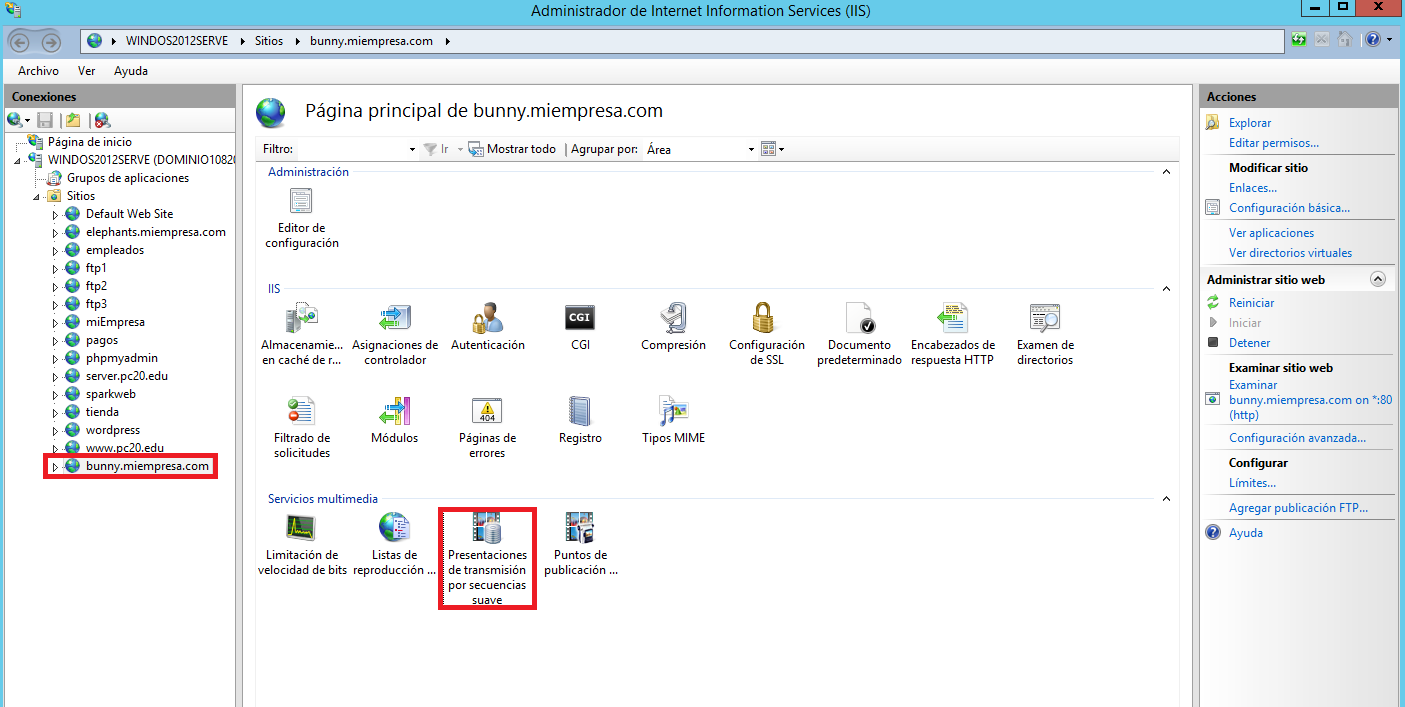 Administrador de Internet Information Services (IIS)
WINDOS2012SERVE
Sitios
bunny.miempresa.com
Archivo
Ver
Ayuda
Conexiones
Página de inicio
WINDOS2012SERVE (DOMINIO1082
Grupos de aplicaciones
Sitios
Default Web Site
elephants.miempresa.com
empleados
ftp1
ftp2
ftp3
miEmpresa
pagos
phpmyadmin
server.pc20.edu
sparkweb
tienda
wordpress
www.pc20.edu
bunny.miempresa.com
Página principal de bunny.miempresa.com
Filtro:
Ir
Mostrar todo
Agrupar por:
Área
Administración
Editor de
configuración
IIS
Almacenamie...
en caché de r...
Asignaciones de
controlador
Autenticación
CGI
CGI
Compresión
Configuración
de SSL
Documento
predeterminado
Encabezados de
respuesta HTTP
Examen de
directorios
Filtrado de
solicitudes
Módulos
404
Páginas de
errores
Registro
Tipos MIME
Servicios multimedia
Limitación de
velocidad de bits
Listas de
reproducción ...
Presentaciones
de transmisión
por secuencias
suave
Puntos de
publicación ...
Acciones
Explorar
Editar permisos...
Modificar sitio
Enlaces...
Configuración básica...
Ver aplicaciones
Ver directorios virtuales
Administrar sitio web
Reiniciar
Iniciar
Detener
Examinar sitio web
Examinar
bunny.miempresa.com on *:80
(http)
Configuración avanzada...
Configurar
Límites...
Agregar publicación FTP...
Ayuda